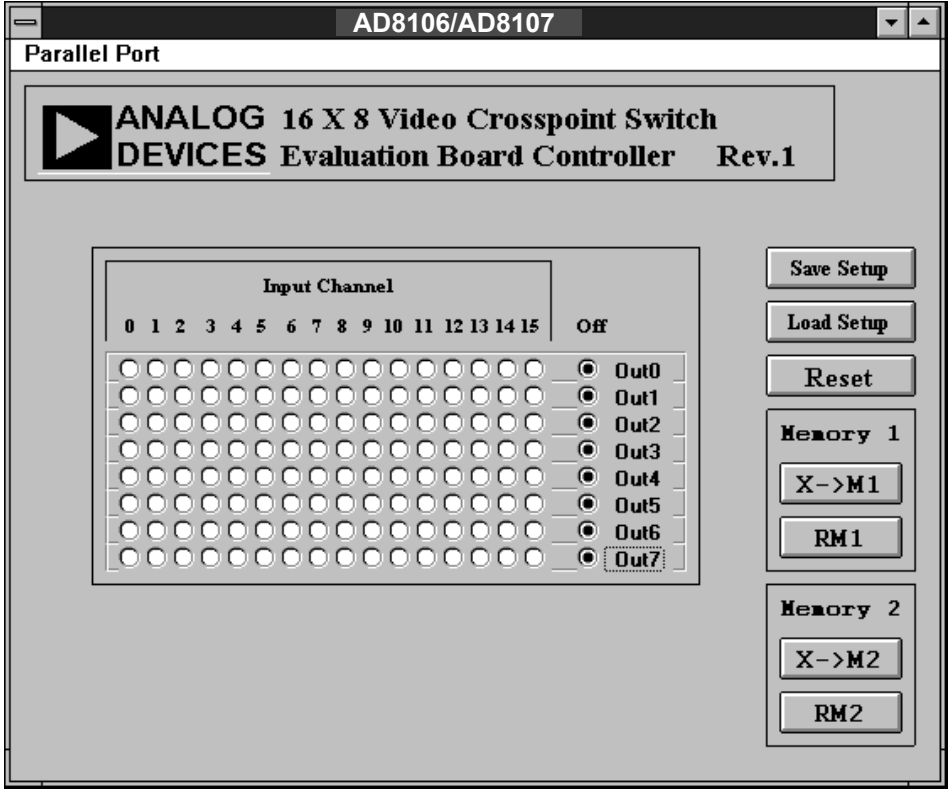 AD8106/AD8107
Parallel Port
ANALOG DEVICES
16 X 8 Video Crosspoint Switch
Evaluation Board Controller Rev.1
Input Channel
0 1 2 3 4 5 6 7 8 9 10 11 12 13 14 15 Off
Out0
Out1
Out2
Out3
Out4
Out5
Out6
Out7
Save Setup
Load Setup
Reset
Memory 1
X->M1
RM1
Memory 2
X->M2
RM2